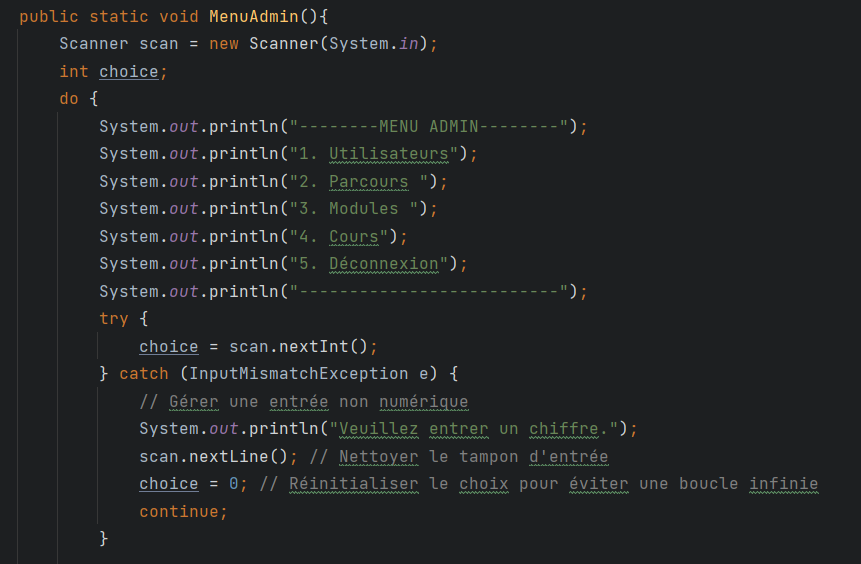 public static void MenuAdmin(){
    Scanner scan = new Scanner(System.in);
    int choice;
    do {
        System.out.println("--------MENU ADMIN--------");
        System.out.println("1. Utilisateurs");
        System.out.println("2. Parcours ");
        System.out.println("3. Modules ");
        System.out.println("4. Cours");
        System.out.println("5. Déconnexion");
        System.out.println("--------------------------");
        try {
            choice = scan.nextInt();
        } catch (InputMismatchException e) {
            // Gérer une entrée non numérique
            System.out.println("Veuillez entrer un chiffre.");
            scan.nextLine(); // Nettoyer le tampon d'entrée
            choice = 0; // Réinitialiser le choix pour éviter une boucle infinie
            continue;
        }